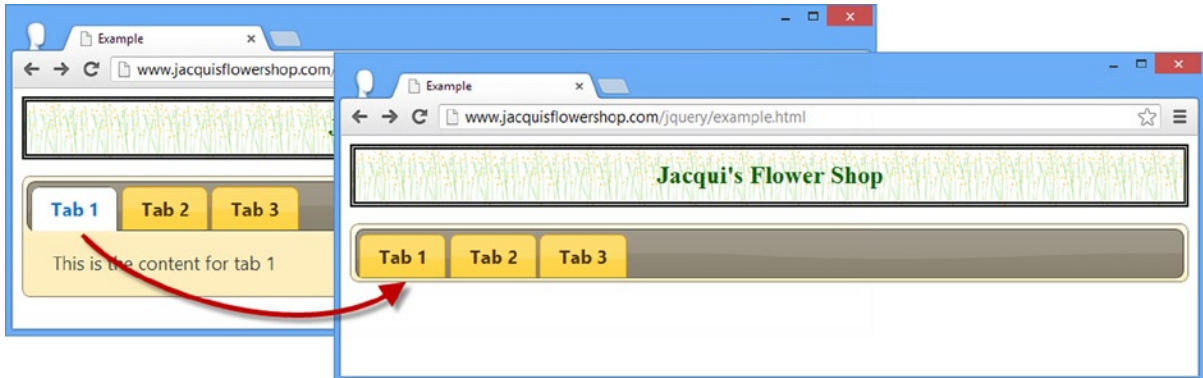 Example
www.jacquisflowershop.com/
Tab 1 Tab 2 Tab 3
This is the content for tab 1
Example
www.jacquisflowershop.com/jquery/example.html
Jacqui's Flower Shop
Tab 1 Tab 2 Tab 3